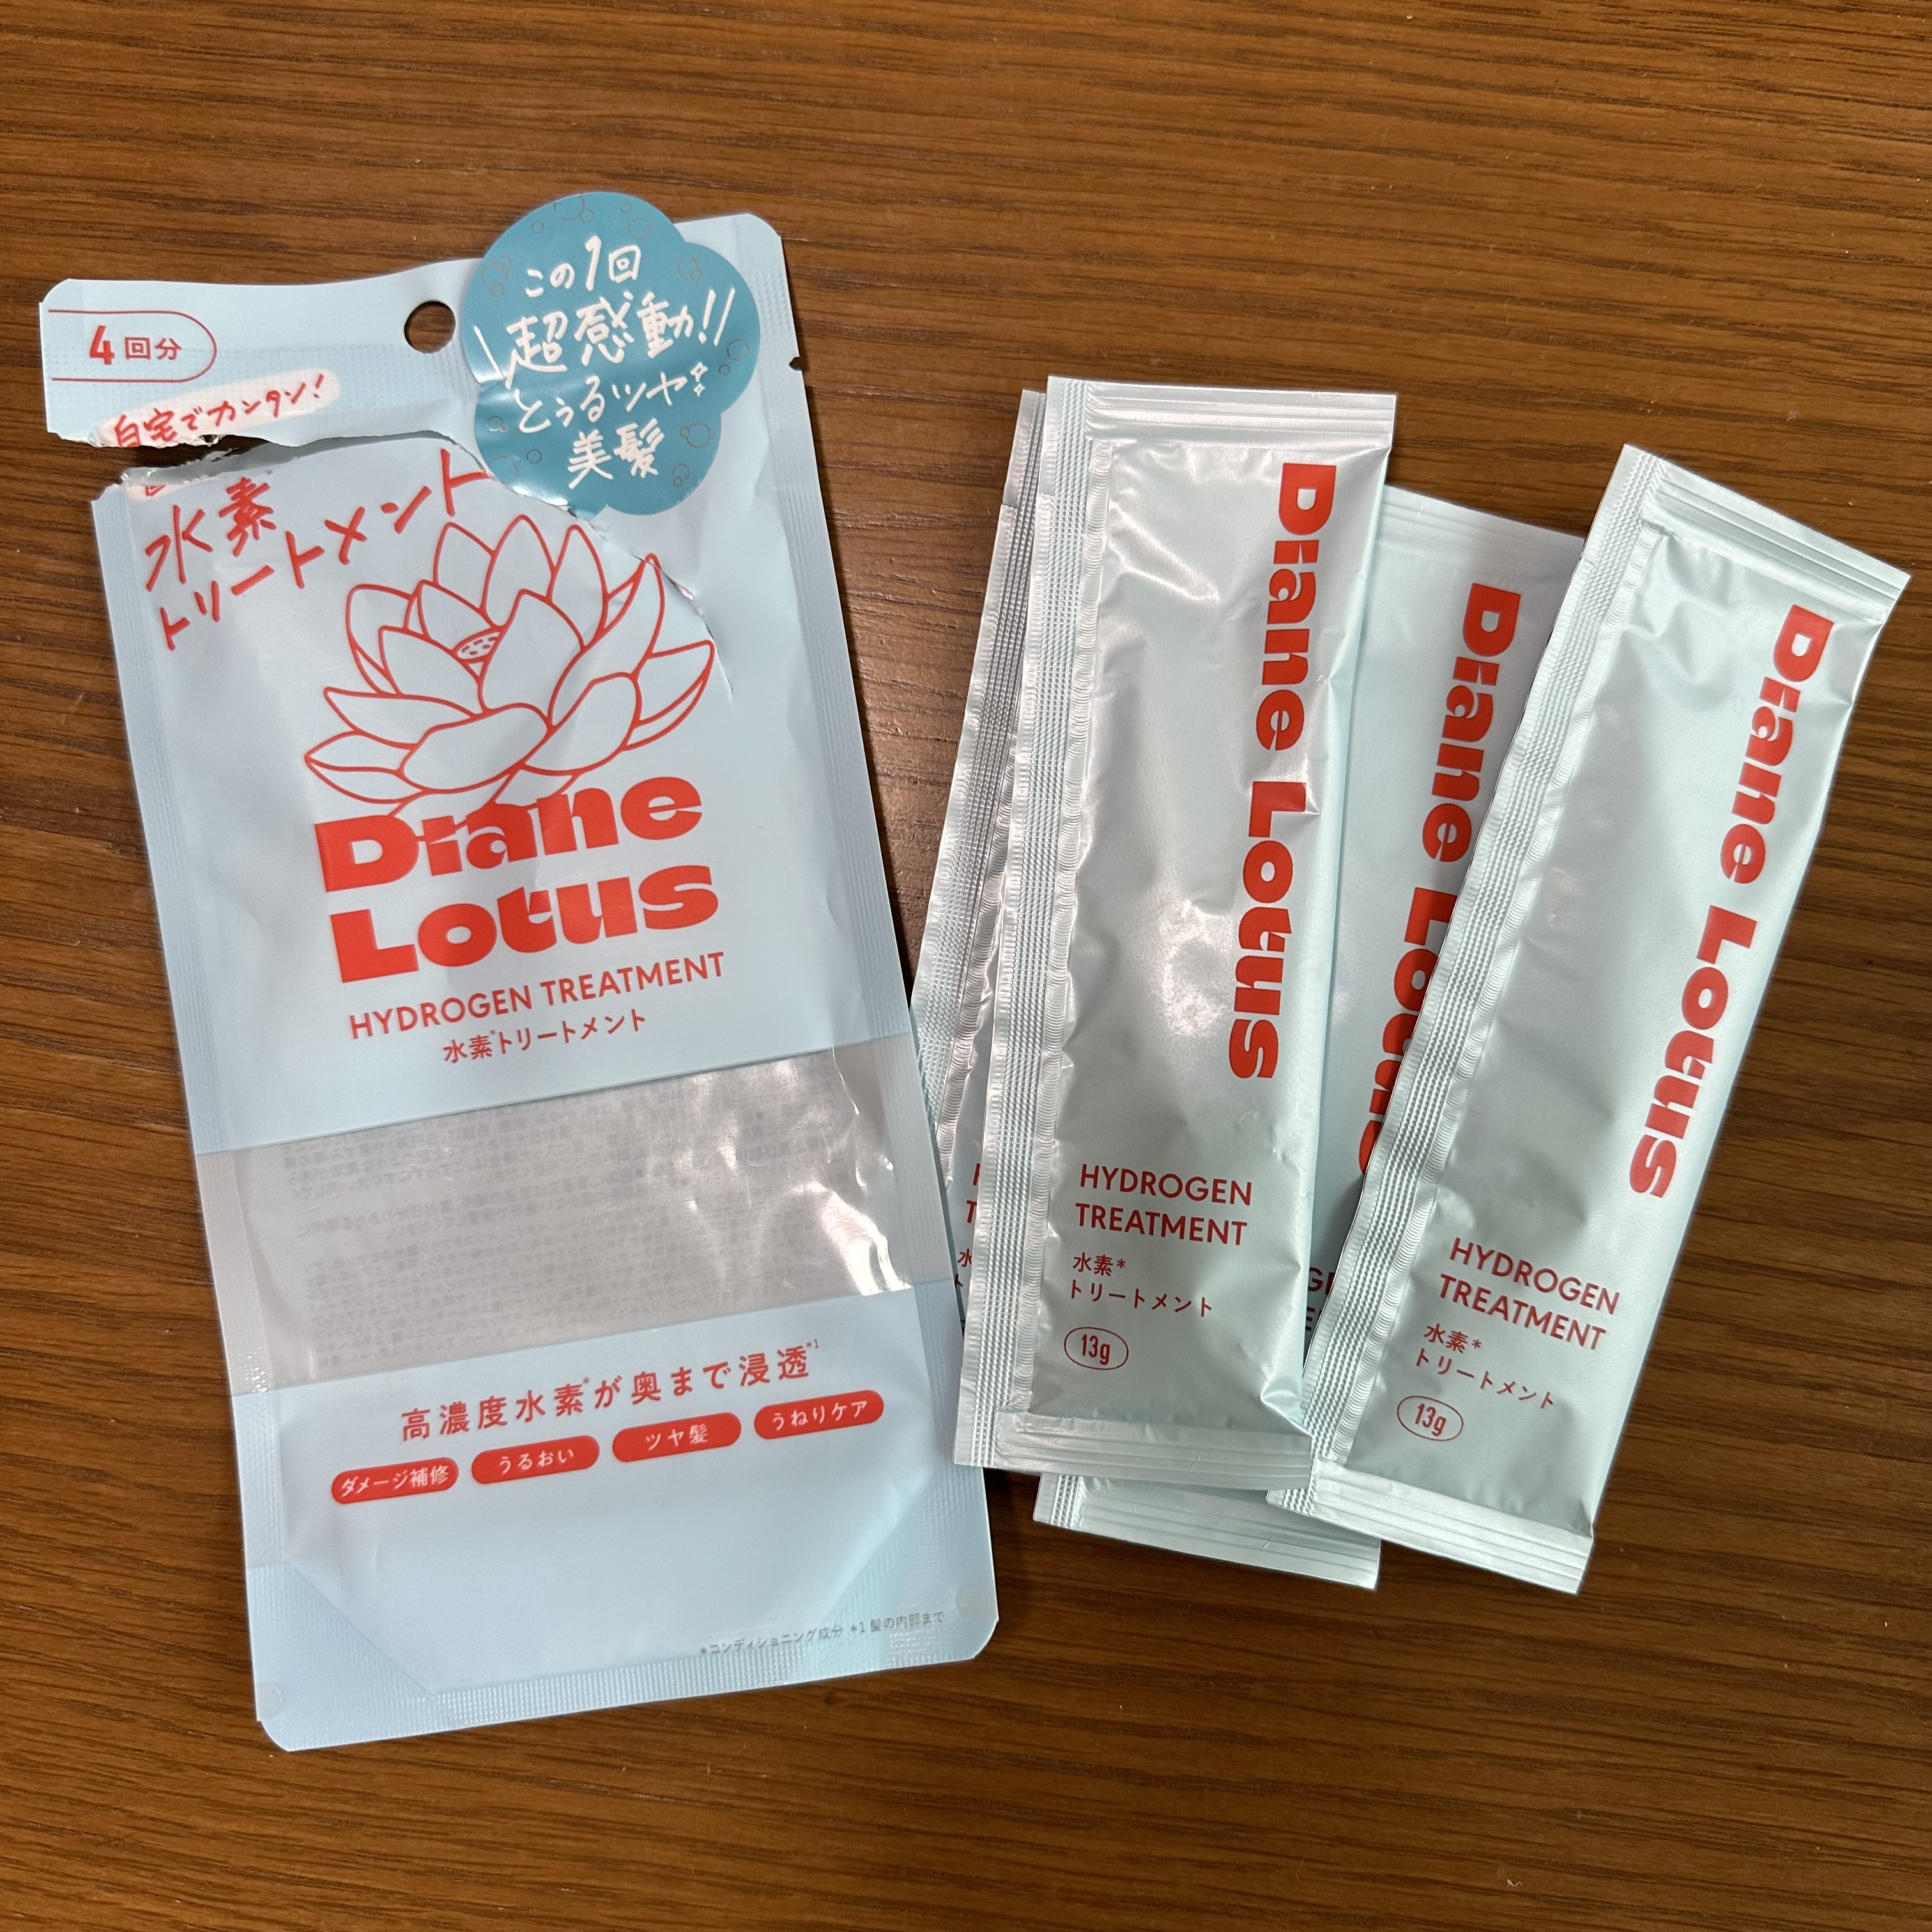 4回分
自宅でカンタン!
水素*
トリートメント
この1回
超感動!!
とぅるツヤ
美髪
Diane
Lotus
HYDROGEN TREATMENT
水素*トリートメント
高濃度水素*が奥まで浸透*1
ダメージ補修
うるおい
ツヤ髪
うねりケア
*コンディショニング成分 *1 髪の内部まで
Diane Lotus
HYDROGEN
TREATMENT
水素*
トリートメント
13g
Diane Lotus
Diane Lotus
HYDROGEN
TREATMENT
水素*
トリートメント
13g